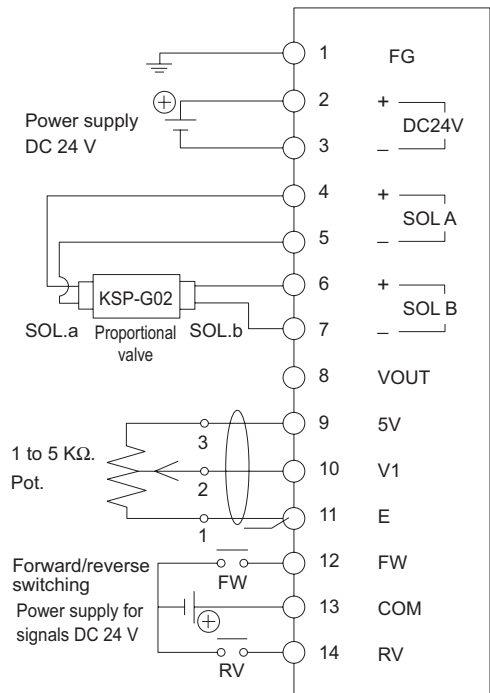 1 FG
+
2 +
DC24V
Power supply
DC 24 V
3 –
4 +
SOL A
5 –
6 +
KSP-G02
SOL B
SOL.a Proportional SOL.b
valve
7 –
8 VOUT
9 5V
3
1 to 5 KΩ.
Pot.
10 V1
2
11 E
1
12 FW
Forward/reverse
switching
FW
Power supply for
signals DC 24 V
13 COM
+
14 RV
RV